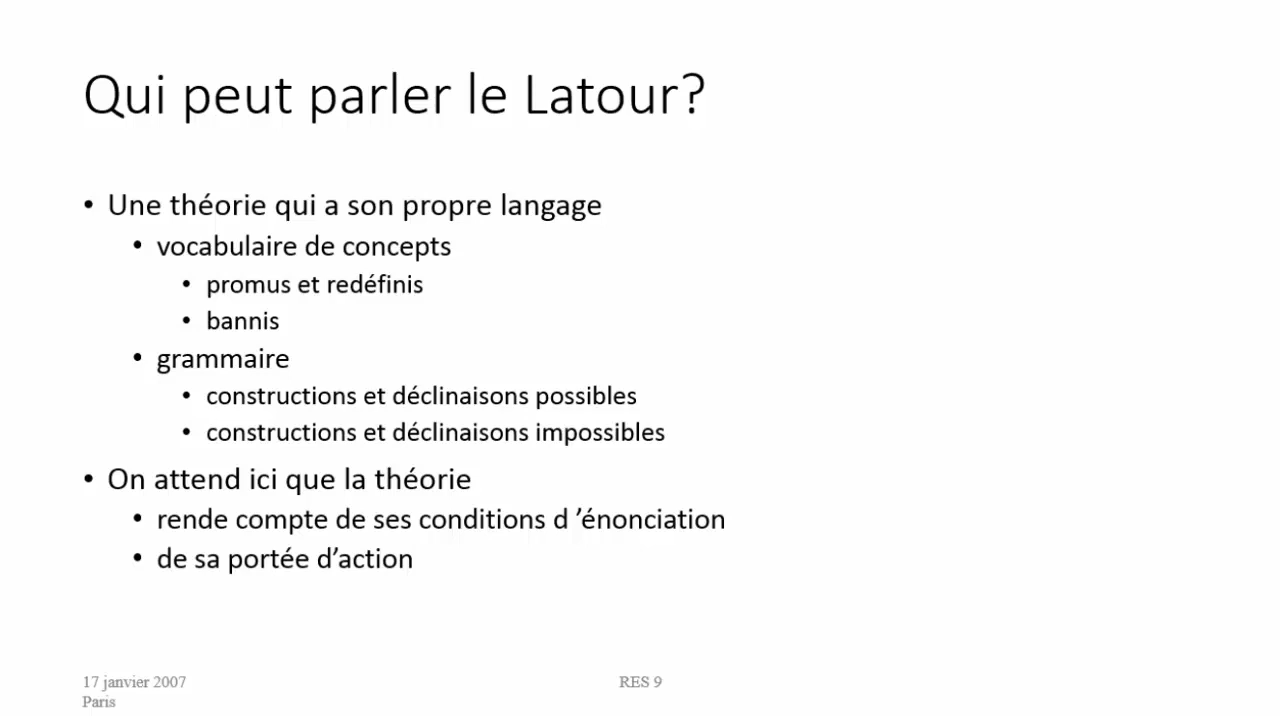 Qui peut parler le Latour?
• Une théorie qui a son propre langage
• vocabulaire de concepts
• promus et redéfinis
• bannis
• grammaire
• constructions et déclinaisons possibles
• constructions et déclinaisons impossibles
• On attend ici que la théorie
• rende compte de ses conditions d ’énonciation
• de sa portée d’action
17 janvier 2007
Paris
RES 9